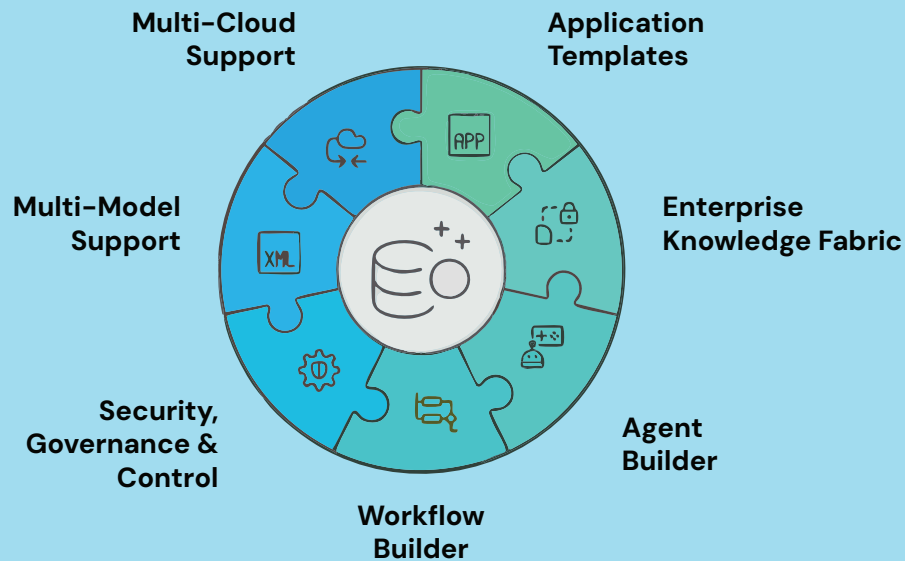 Multi-Cloud
Support
Application
Templates
APP
Multi-Model
Support
XML
Enterprise
Knowledge Fabric
Security,
Governance &
Control
Agent
Builder
Workflow
Builder